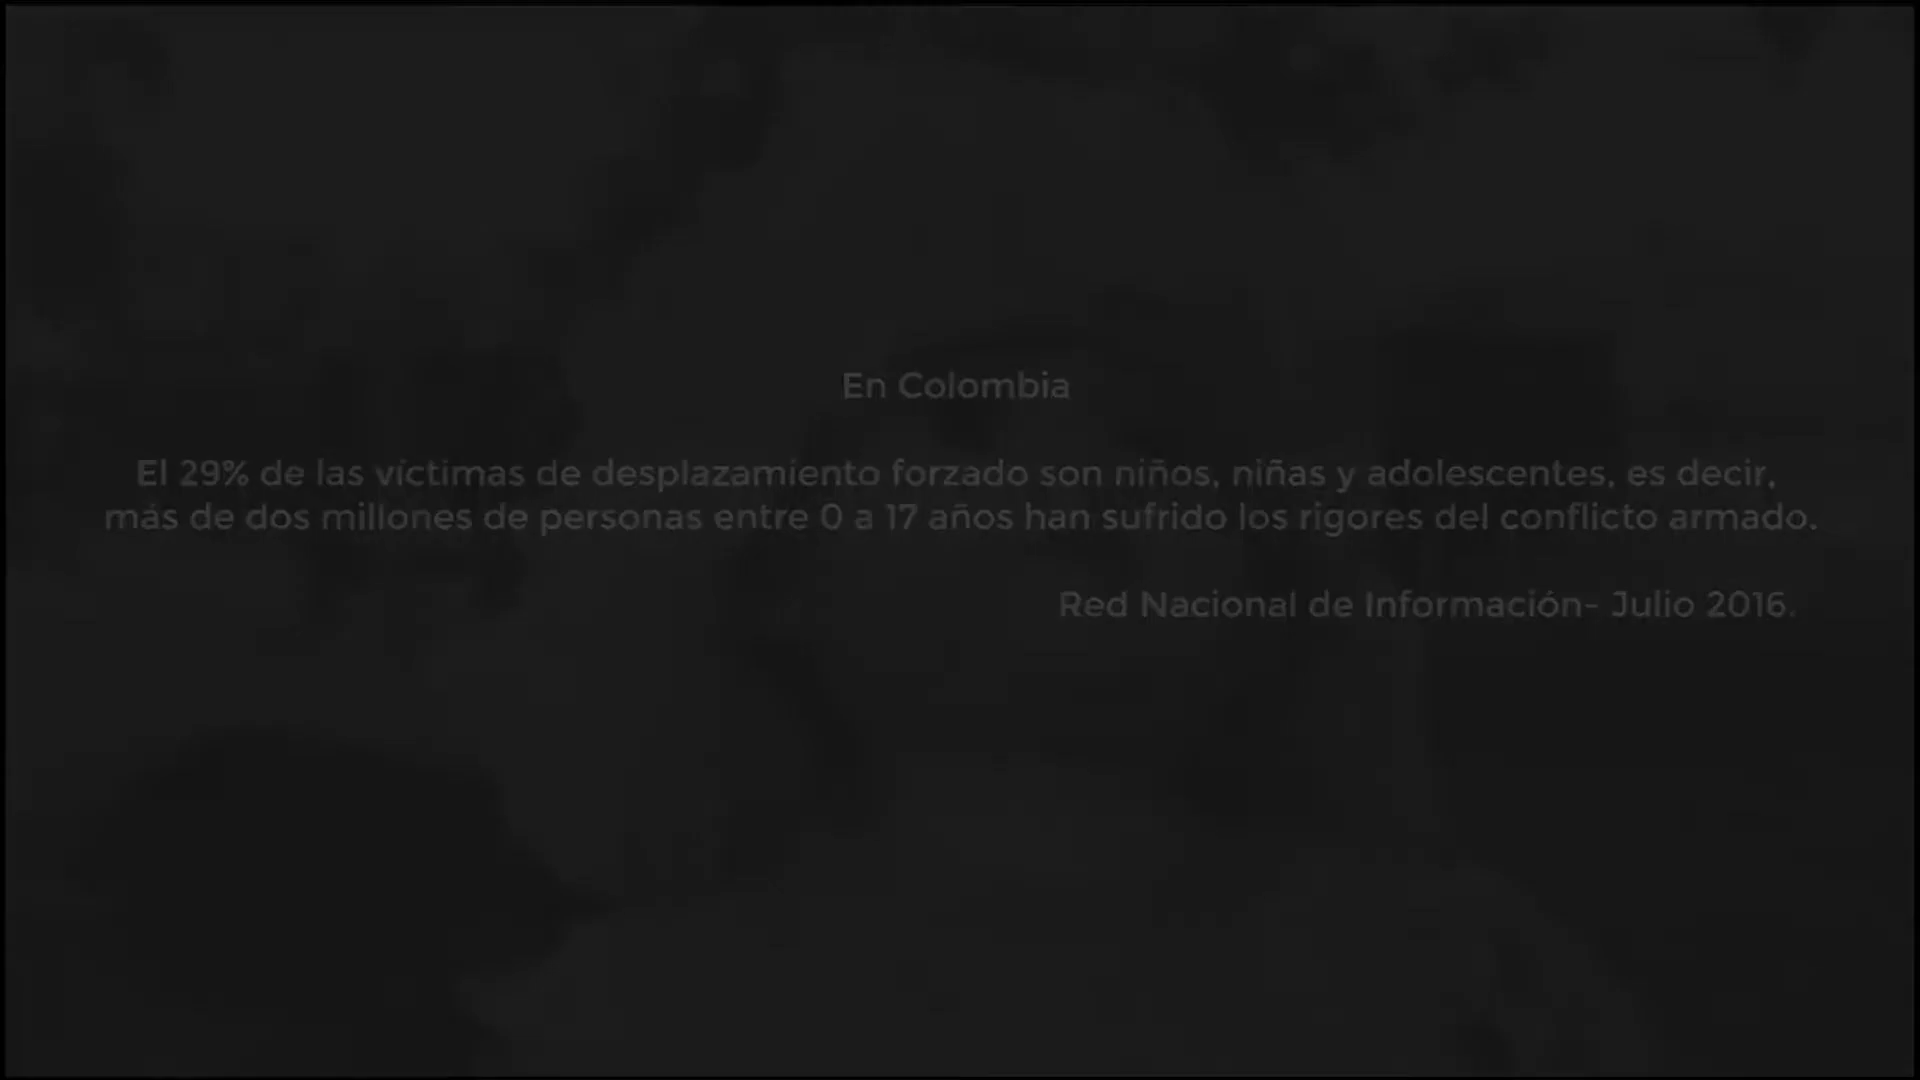 En Colombia
El 29% de las víctimas de desplazamiento forzado son niños, niñas y adolescentes, es decir,
más de dos millones de personas entre 0 a 17 años han sufrido los rigores del conflicto armado.
Red Nacional de Información- Julio 2016.